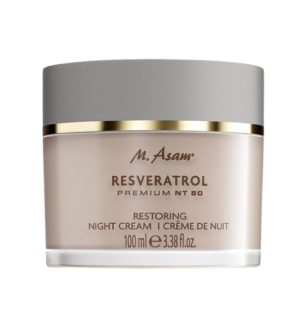 M. Asam®
RESVERATROL
PREMIUM NT 50
RESTORING
NIGHT CREAM I CRÈME DE NUIT
100 ml ℮ 3.38 fl.oz.